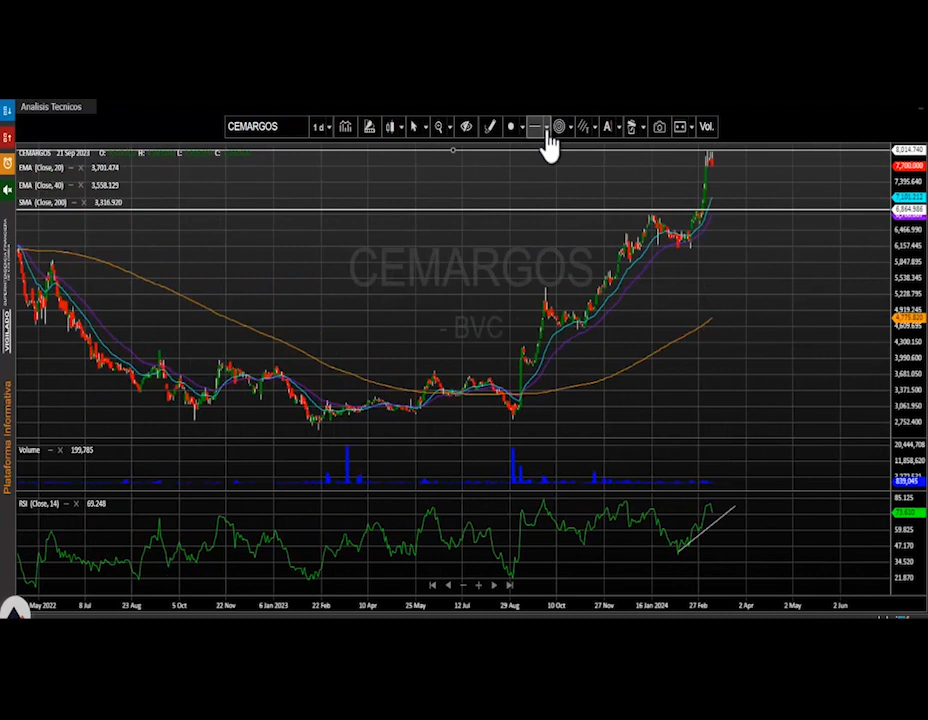 Analisis Tecnicos
CEMARGOS
1 d
Vol.
CEMARGOS 21 Sep 2023 O: H: L: C:
EMA (Close, 20) 3,701.474
EMA (Close, 40) 3,558.129
SMA (Close, 200) 3,316.920
CEMARGOS
- BVC
8,014.740
7,700.000
7,395.640
6,864.986
6,466.990
6,157.445
5,847.895
5,538.345
5,228.795
4,919.245
4,609.695
4,300.150
3,990.600
3,681.050
3,371.500
3,061.950
2,752.400
Volume 199,785
20,444,708
11,858,620
839,045
RSI (Close, 14) 69.248
85.125
59.825
47.170
34.520
21.870
May 2022 8 Jul 23 Aug 5 Oct 22 Nov 6 Jan 2023 22 Feb 10 Apr 25 May 12 Jul 29 Aug 10 Oct 27 Nov 16 Jan 2024 27 Feb 2 Apr 2 May 2 Jun
VIGILADO
Plataforma Informativa